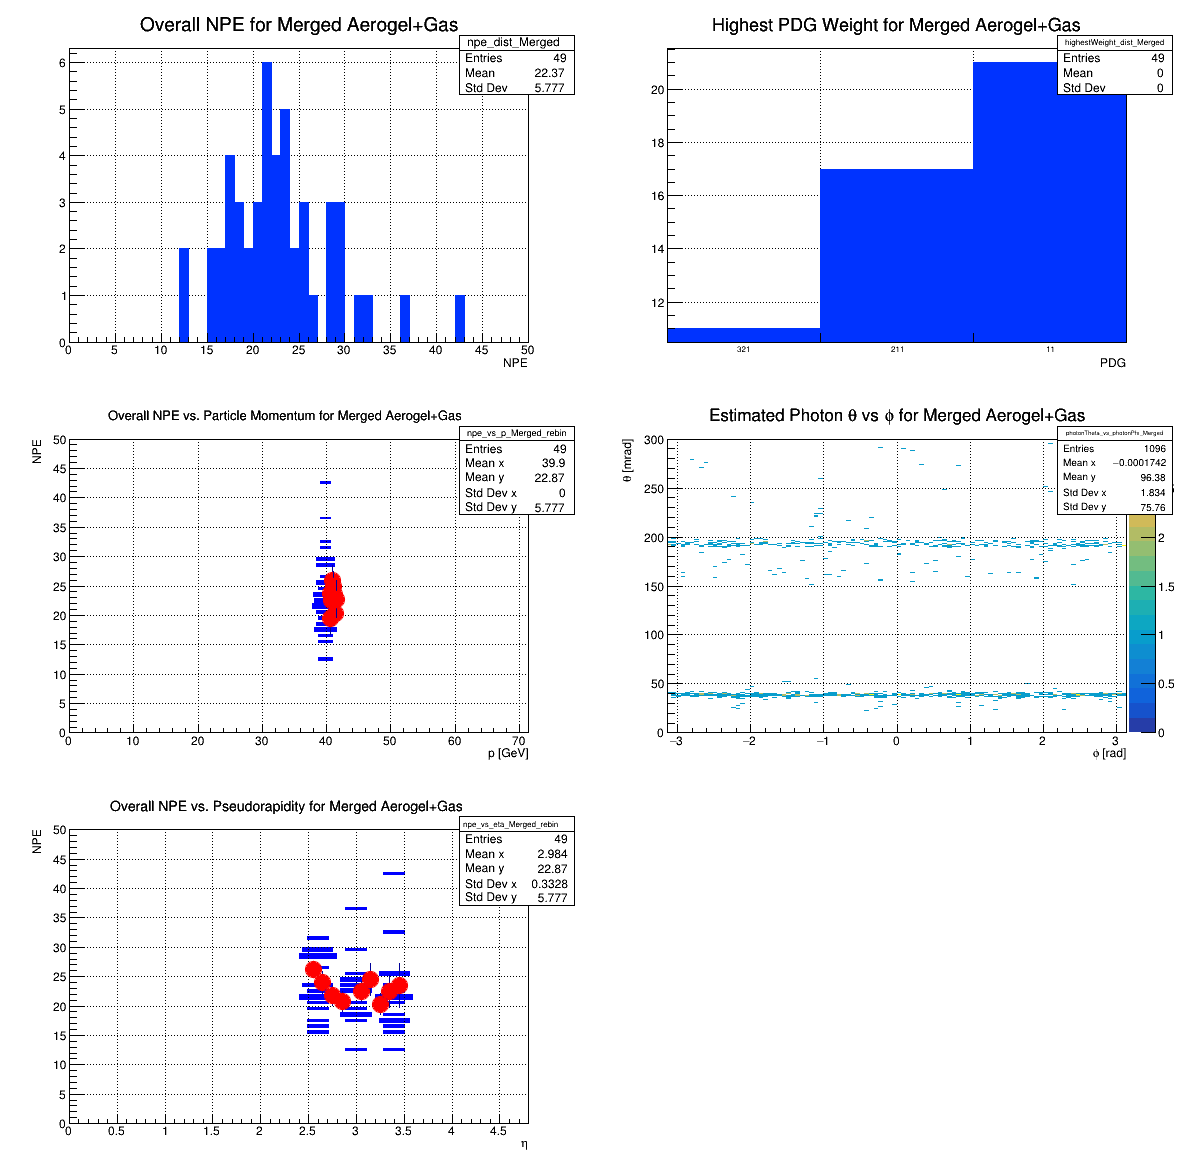 Overall NPE for Merged Aerogel+Gas
npe_dist_Merged
Entries 49
Mean 22.37
Std Dev 5.777
6
5
4
3
2
1
0
0 5 10 15 20 25 30 35 40 45 50
NPE
Highest PDG Weight for Merged Aerogel+Gas
highestWeight_dist_Merged
Entries 49
Mean 0
Std Dev 0
20
18
16
14
12
321 211 11
PDG
Overall NPE vs. Particle Momentum for Merged Aerogel+Gas
NPE
npe_vs_p_Merged_rebin
Entries 49
Mean x 39.9
Mean y 22.87
Std Dev x 0
Std Dev y 5.777
50
45
40
35
30
25
20
15
10
5
0
0 10 20 30 40 50 60 70
p [GeV]
Estimated Photon θ vs ϕ for Merged Aerogel+Gas
θ [mrad]
photonTheta_vs_photonPhi_Merged
Entries 1096
Mean x −0.0001742
Mean y 96.38
Std Dev x 1.834
Std Dev y 75.76
300
250
200
150
100
50
0
2
1.5
1
0.5
0
−3 −2 −1 0 1 2 3
ϕ [rad]
Overall NPE vs. Pseudorapidity for Merged Aerogel+Gas
NPE
npe_vs_eta_Merged_rebin
Entries 49
Mean x 2.984
Mean y 22.87
Std Dev x 0.3328
Std Dev y 5.777
50
45
40
35
30
25
20
15
10
5
0
0 0.5 1 1.5 2 2.5 3 3.5 4 4.5
η